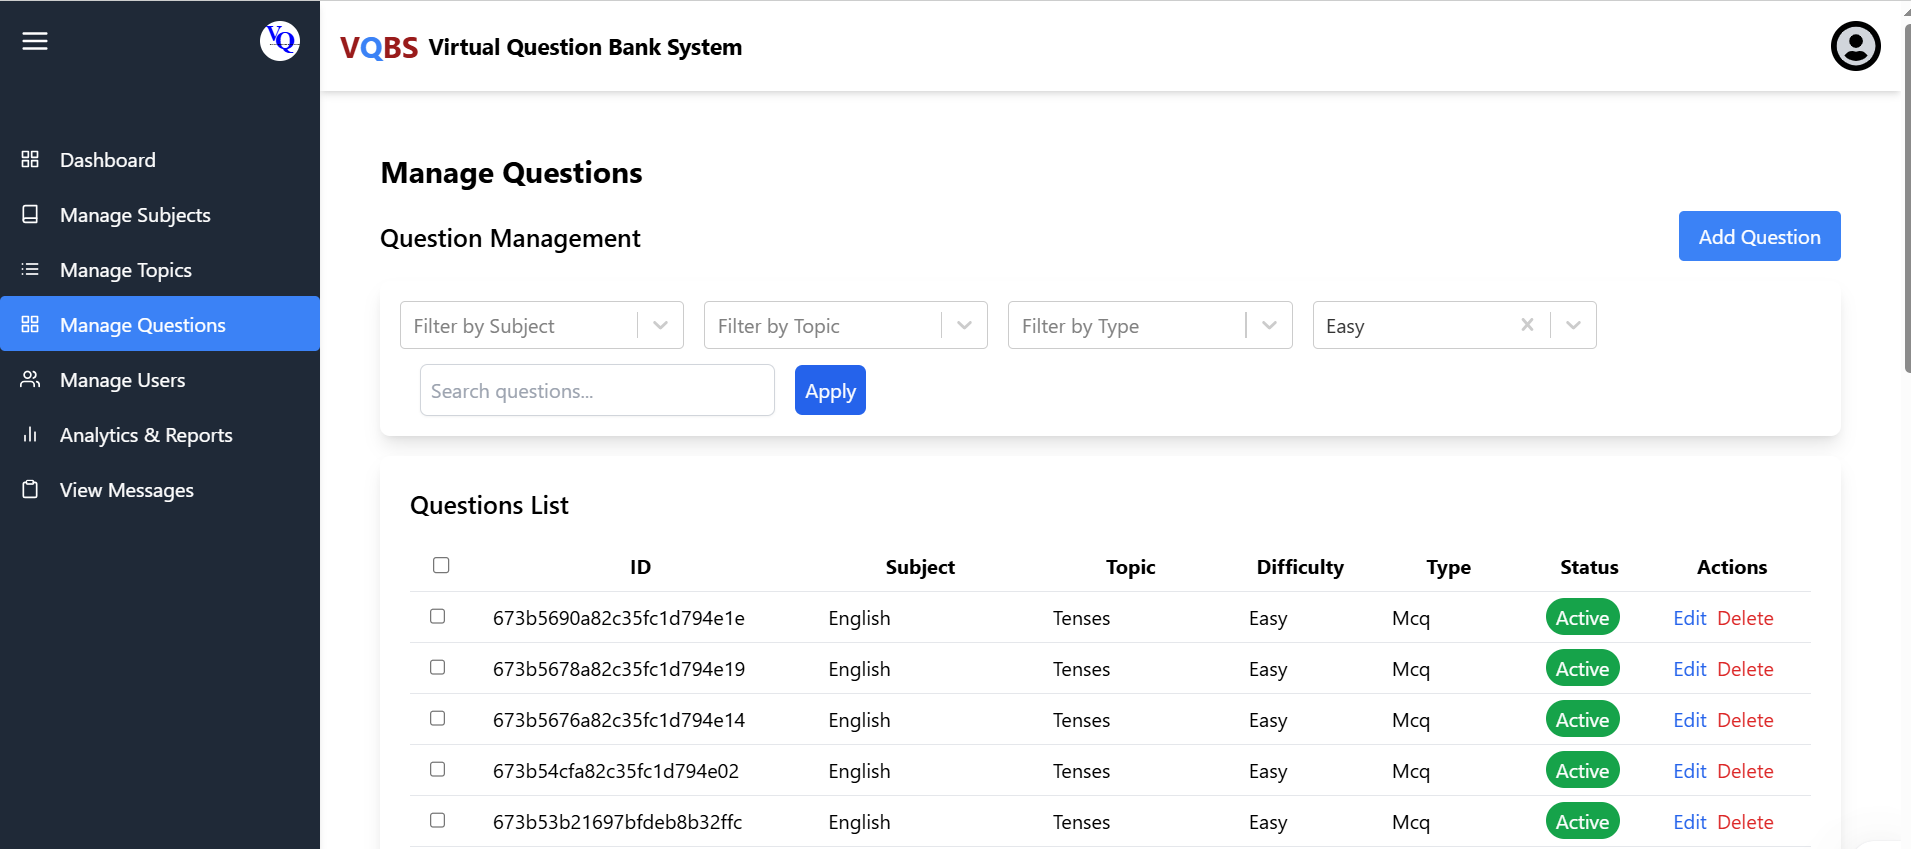 VQ
VQBS Virtual Question Bank System
Dashboard
Manage Subjects
Manage Topics
Manage Questions
Manage Users
Analytics & Reports
View Messages
Manage Questions
Question Management
Add Question
Filter by Subject
Filter by Topic
Filter by Type
Easy
Search questions...
Apply
Questions List
ID Subject Topic Difficulty Type Status Actions
673b5690a82c35fc1d794e1e English Tenses Easy Mcq Active Edit Delete
673b5678a82c35fc1d794e19 English Tenses Easy Mcq Active Edit Delete
673b5676a82c35fc1d794e14 English Tenses Easy Mcq Active Edit Delete
673b54cfa82c35fc1d794e02 English Tenses Easy Mcq Active Edit Delete
673b53b21697bfdeb8b32ffc English Tenses Easy Mcq Active Edit Delete